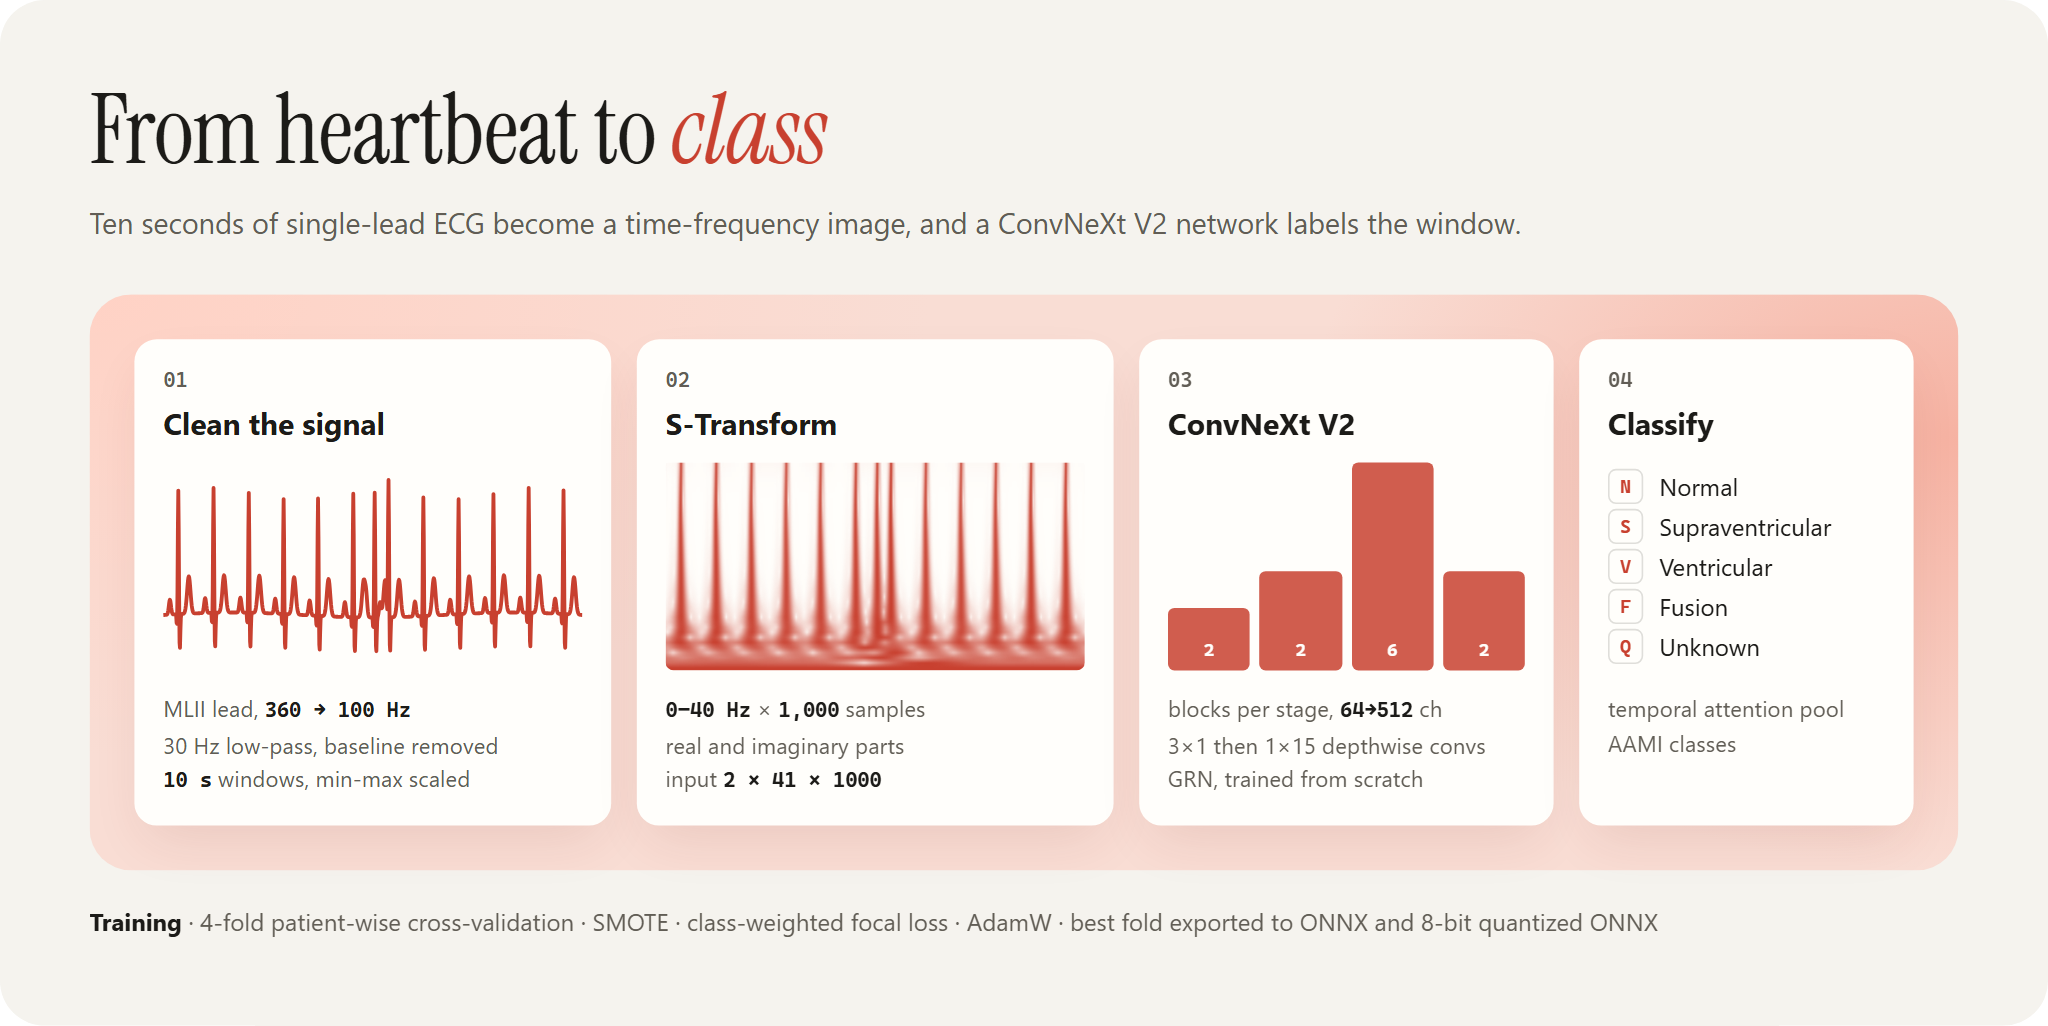 From heartbeat to class
Ten seconds of single-lead ECG become a time-frequency image, and a ConvNeXt V2 network labels the window.
01
Clean the signal
MLII lead, 360 → 100 Hz
30 Hz low-pass, baseline removed
10 s windows, min-max scaled
02
S-Transform
0–40 Hz × 1,000 samples
real and imaginary parts
input 2 × 41 × 1000
03
ConvNeXt V2
2 2 6 2
blocks per stage, 64→512 ch
3×1 then 1×15 depthwise convs
GRN, trained from scratch
04
Classify
N Normal
S Supraventricular
V Ventricular
F Fusion
Q Unknown
temporal attention pool
AAMI classes
Training · 4-fold patient-wise cross-validation · SMOTE · class-weighted focal loss · AdamW · best fold exported to ONNX and 8-bit quantized ONNX